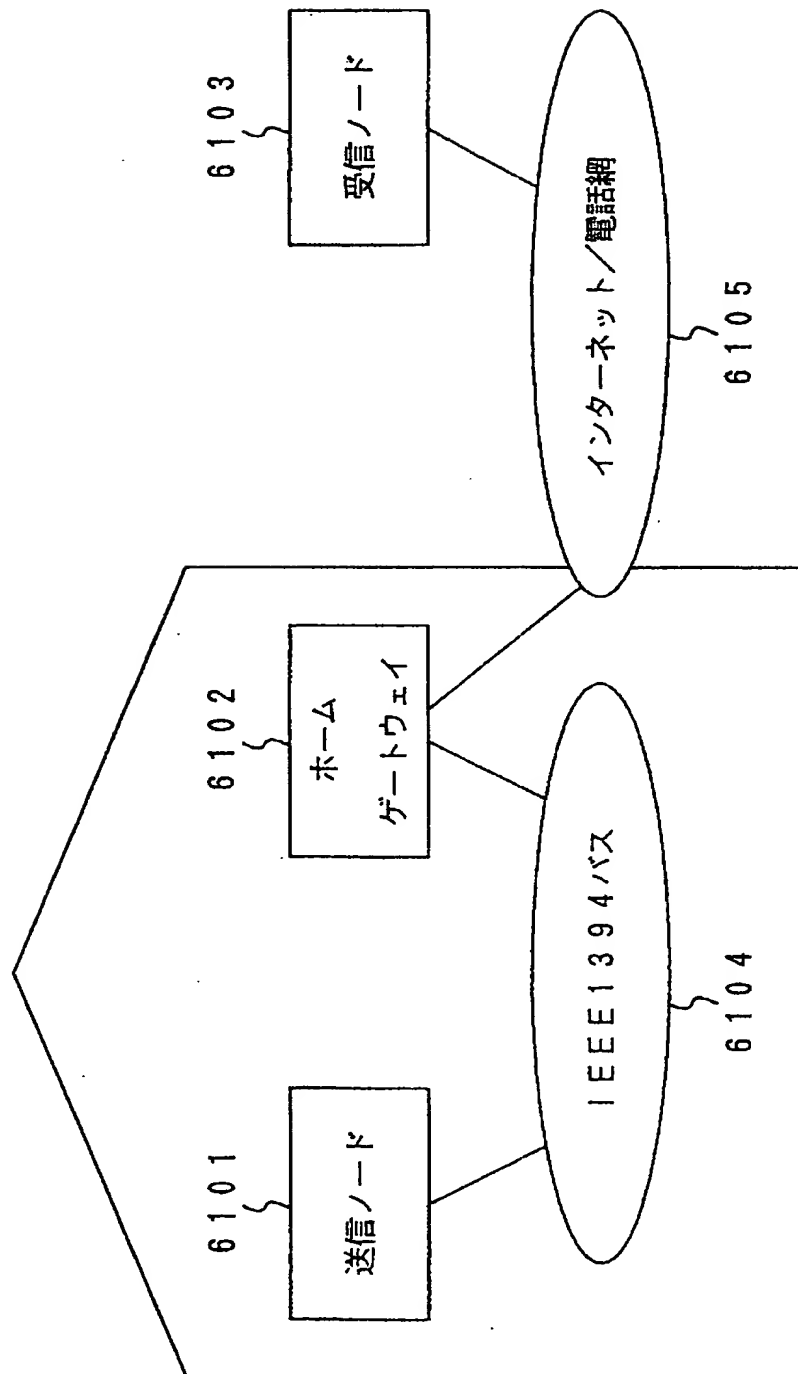 6101
送信ノード
6102
ホーム
ゲートウェイ
6103
受信ノード
IEEE1394バス
6104
インターネット／電話網
6105